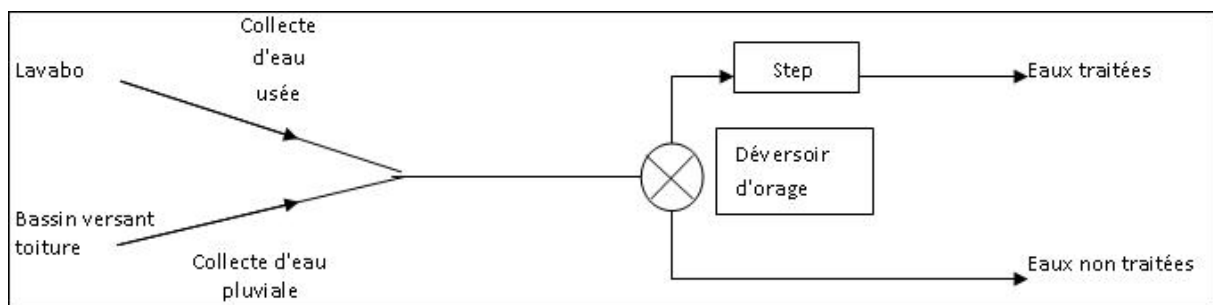 Collecte
d'eau
usée
Lavabo
Step
Eaux traitées
Déversoir
d'orage
Bassin versant
toiture
Collecte d'eau
pluviale
Eaux non traitées